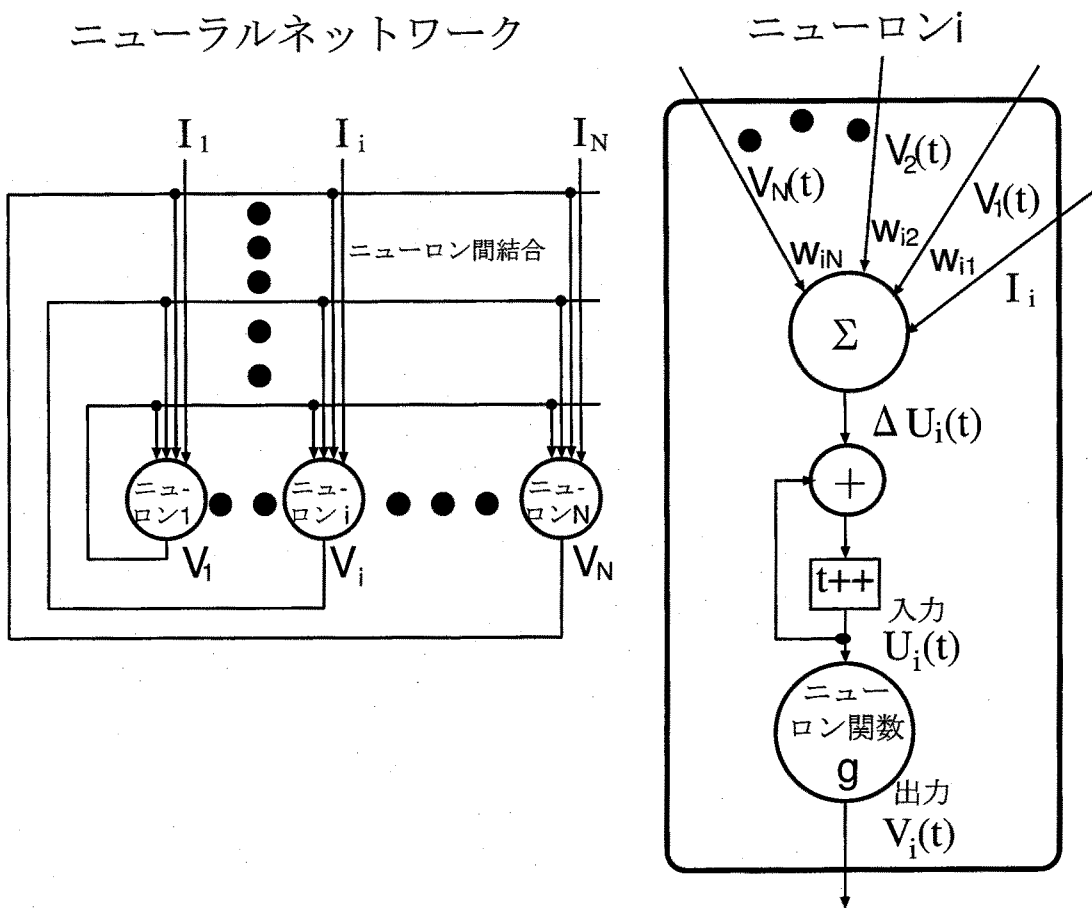 ニューラルネットワーク
I1 Ii IN
ニューロン間結合
ニュー-
ロン1
ニュー-
ロンi
ニュー-
ロンN
V1 Vi VN
ニューロンi
VN(t)
V2(t)
V1(t)
wiN
wi2
wi1
Ii
Σ
Δ Ui(t)
+
t++
入力
Ui(t)
ニュー
ロン関数
g
出力
Vi(t)